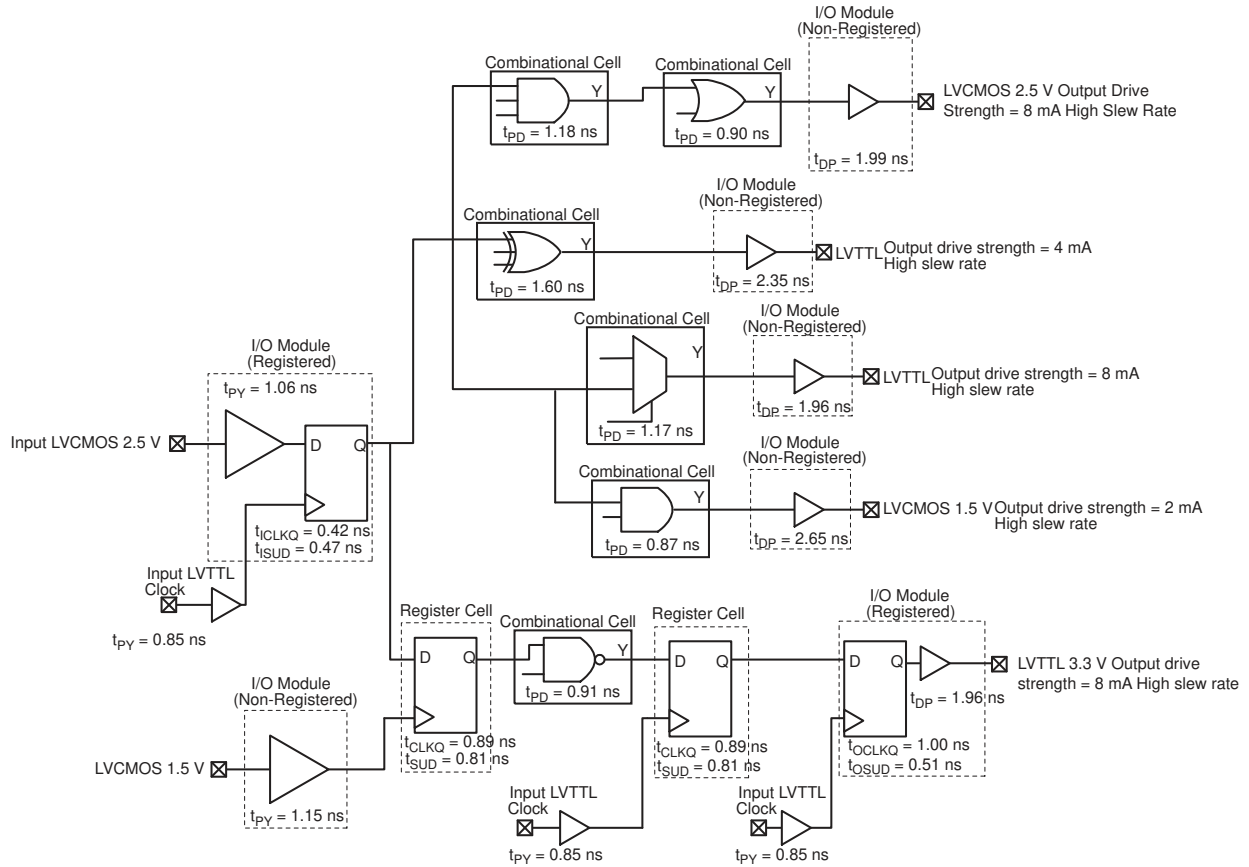 I/O Module
(Non-Registered)
Combinational Cell
Y
tPD = 1.18 ns
Combinational Cell
Y
tPD = 0.90 ns
tDP = 1.99 ns
LVCMOS 2.5 V Output Drive
Strength = 8 mA High Slew Rate
I/O Module
(Non-Registered)
Combinational Cell
Y
tPD = 1.60 ns
tDP = 2.35 ns
LVTTL Output drive strength = 4 mA
High slew rate
I/O Module
(Non-Registered)
Combinational Cell
Y
tPD = 1.17 ns
tDP = 1.96 ns
LVTTL Output drive strength = 8 mA
High slew rate
I/O Module
(Registered)
tPY = 1.06 ns
Input LVCMOS 2.5 V
D
Q
tICLKQ = 0.42 ns
tISUD = 0.47 ns
Input LVTTL
Clock
tPY = 0.85 ns
I/O Module
(Non-Registered)
Combinational Cell
Y
tPD = 0.87 ns
tDP = 2.65 ns
LVCMOS 1.5 V Output drive strength = 2 mA
High slew rate
Register Cell
D
Q
tCLKQ = 0.89 ns
tSUD = 0.81 ns
Combinational Cell
Y
tPD = 0.91 ns
Register Cell
D
Q
tCLKQ = 0.89 ns
tSUD = 0.81 ns
I/O Module
(Registered)
D
Q
tDP = 1.96 ns
tOCLKQ = 1.00 ns
tOSUD = 0.51 ns
LVTTL 3.3 V Output drive
strength = 8 mA High slew rate
I/O Module
(Non-Registered)
LVCMOS 1.5 V
tPY = 1.15 ns
Input LVTTL
Clock
tPY = 0.85 ns
Input LVTTL
Clock
tPY = 0.85 ns